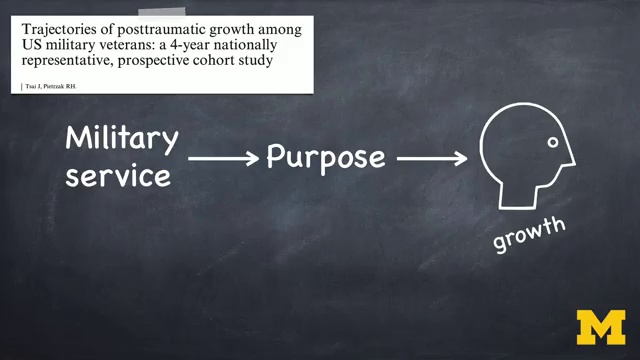 Trajectories of posttraumatic growth among
US military veterans: a 4-year nationally
representative, prospective cohort study
Tsai J, Pietrzak RH.
Military
service
Purpose
growth
M